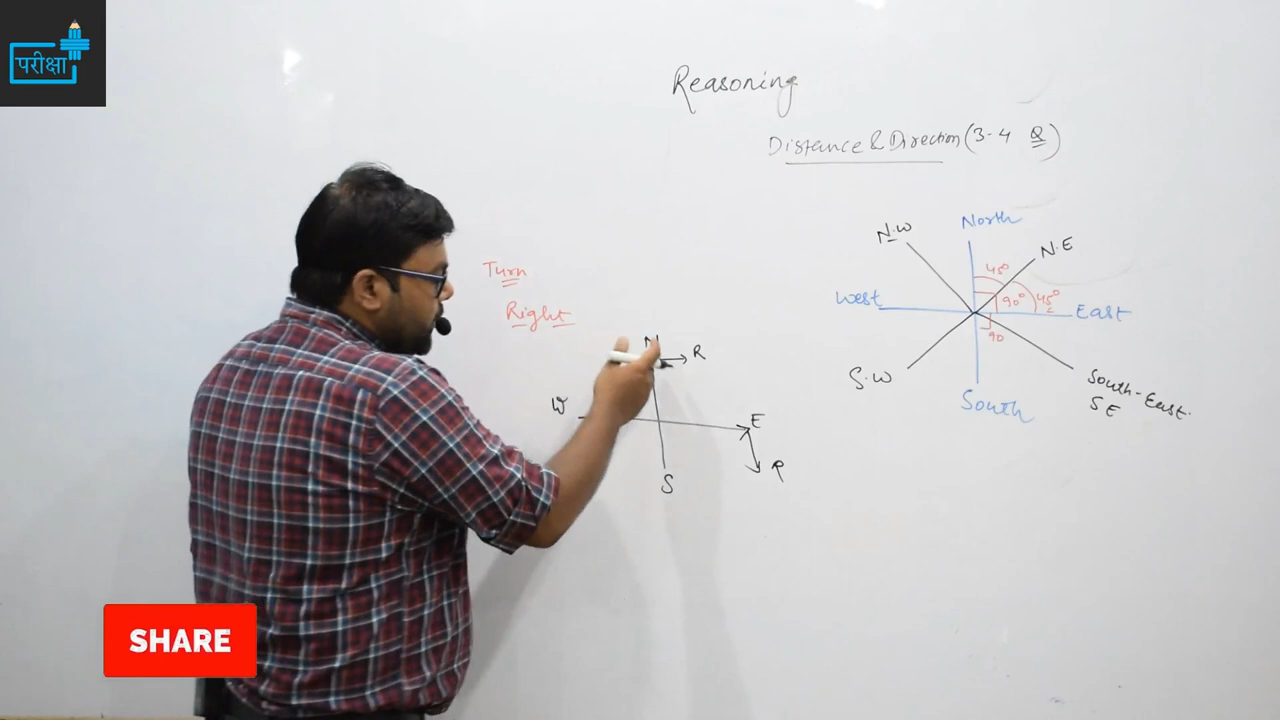 परीक्षा
Reasoning
Distance & Direction (3-4 Q)
North
N.W
N.E
45°
90°
45°
West
East
90
S.W
South-East.
SE
South
Turn
Right
N
R
W
E
R
S
SHARE